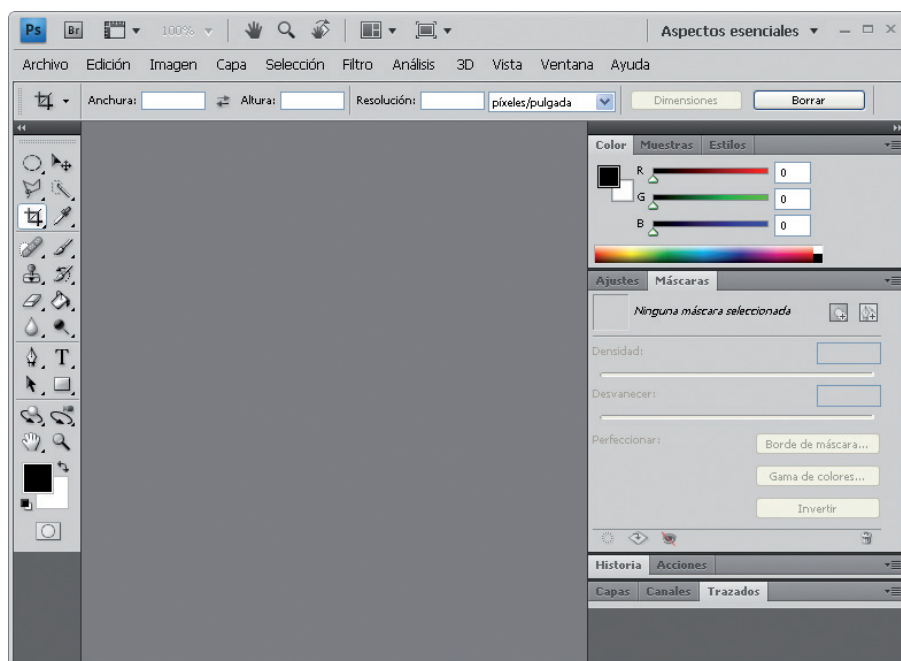 Ps Br 100% Aspectos esenciales
Archivo Edición Imagen Capa Selección Filtro Análisis 3D Vista Ventana Ayuda
Anchura: Altura: Resolución: píxeles/pulgada Dimensiones Borrar
Color Muestras Estilos
R 0
G 0
B 0
Ajustes Máscaras
Ninguna máscara seleccionada
Densidad:
Desvanecer:
Perfeccionar: Borde de máscara...
Gama de colores...
Invertir
T
Historia Acciones
Capas Canales Trazados